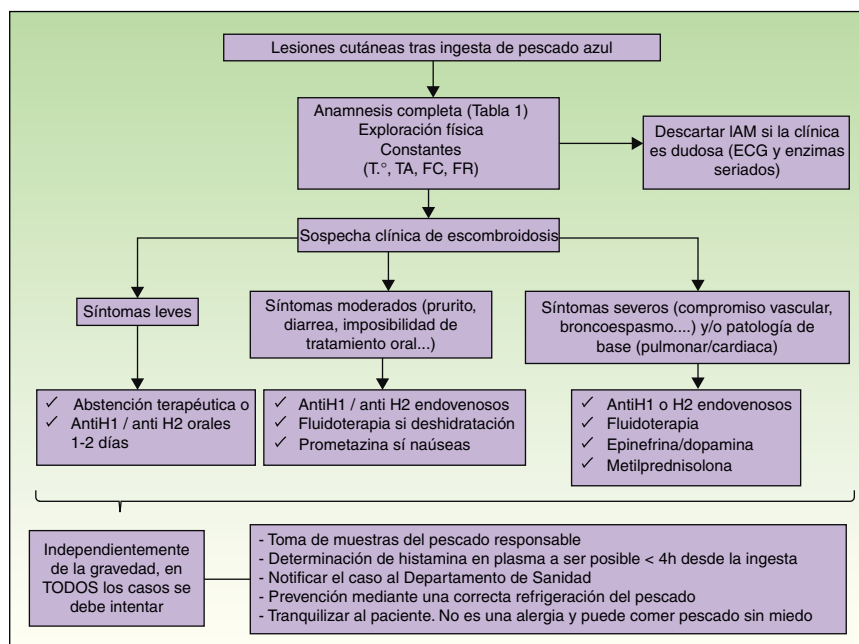 Lesiones cutáneas tras ingesta de pescado azul
Anamnesis completa (Tabla 1)
Exploración física
Constantes
(T.°, TA, FC, FR)
Descartar IAM si la clínica
es dudosa (ECG y enzimas
seriados)
Sospecha clínica de escombroidosis
Síntomas leves
Síntomas moderados (prurito,
diarrea, imposibilidad de
tratamiento oral...)
Síntomas severos (compromiso vascular,
broncoespasmo....) y/o patología de
base (pulmonar/cardiaca)
✓ Abstención terapéutica o
✓ AntiH1 / anti H2 orales
1-2 días
✓ AntiH1 / anti H2 endovenosos
✓ Fluidoterapia si deshidratación
✓ Prometazina sí naúseas
✓ AntiH1 o H2 endovenosos
✓ Fluidoterapia
✓ Epinefrina/dopamina
✓ Metilprednisolona
Independientemente
de la gravedad, en
TODOS los casos se
debe intentar
- Toma de muestras del pescado responsable
- Determinación de histamina en plasma a ser posible < 4h desde la ingesta
- Notificar el caso al Departamento de Sanidad
- Prevención mediante una correcta refrigeración del pescado
- Tranquilizar al paciente. No es una alergia y puede comer pescado sin miedo